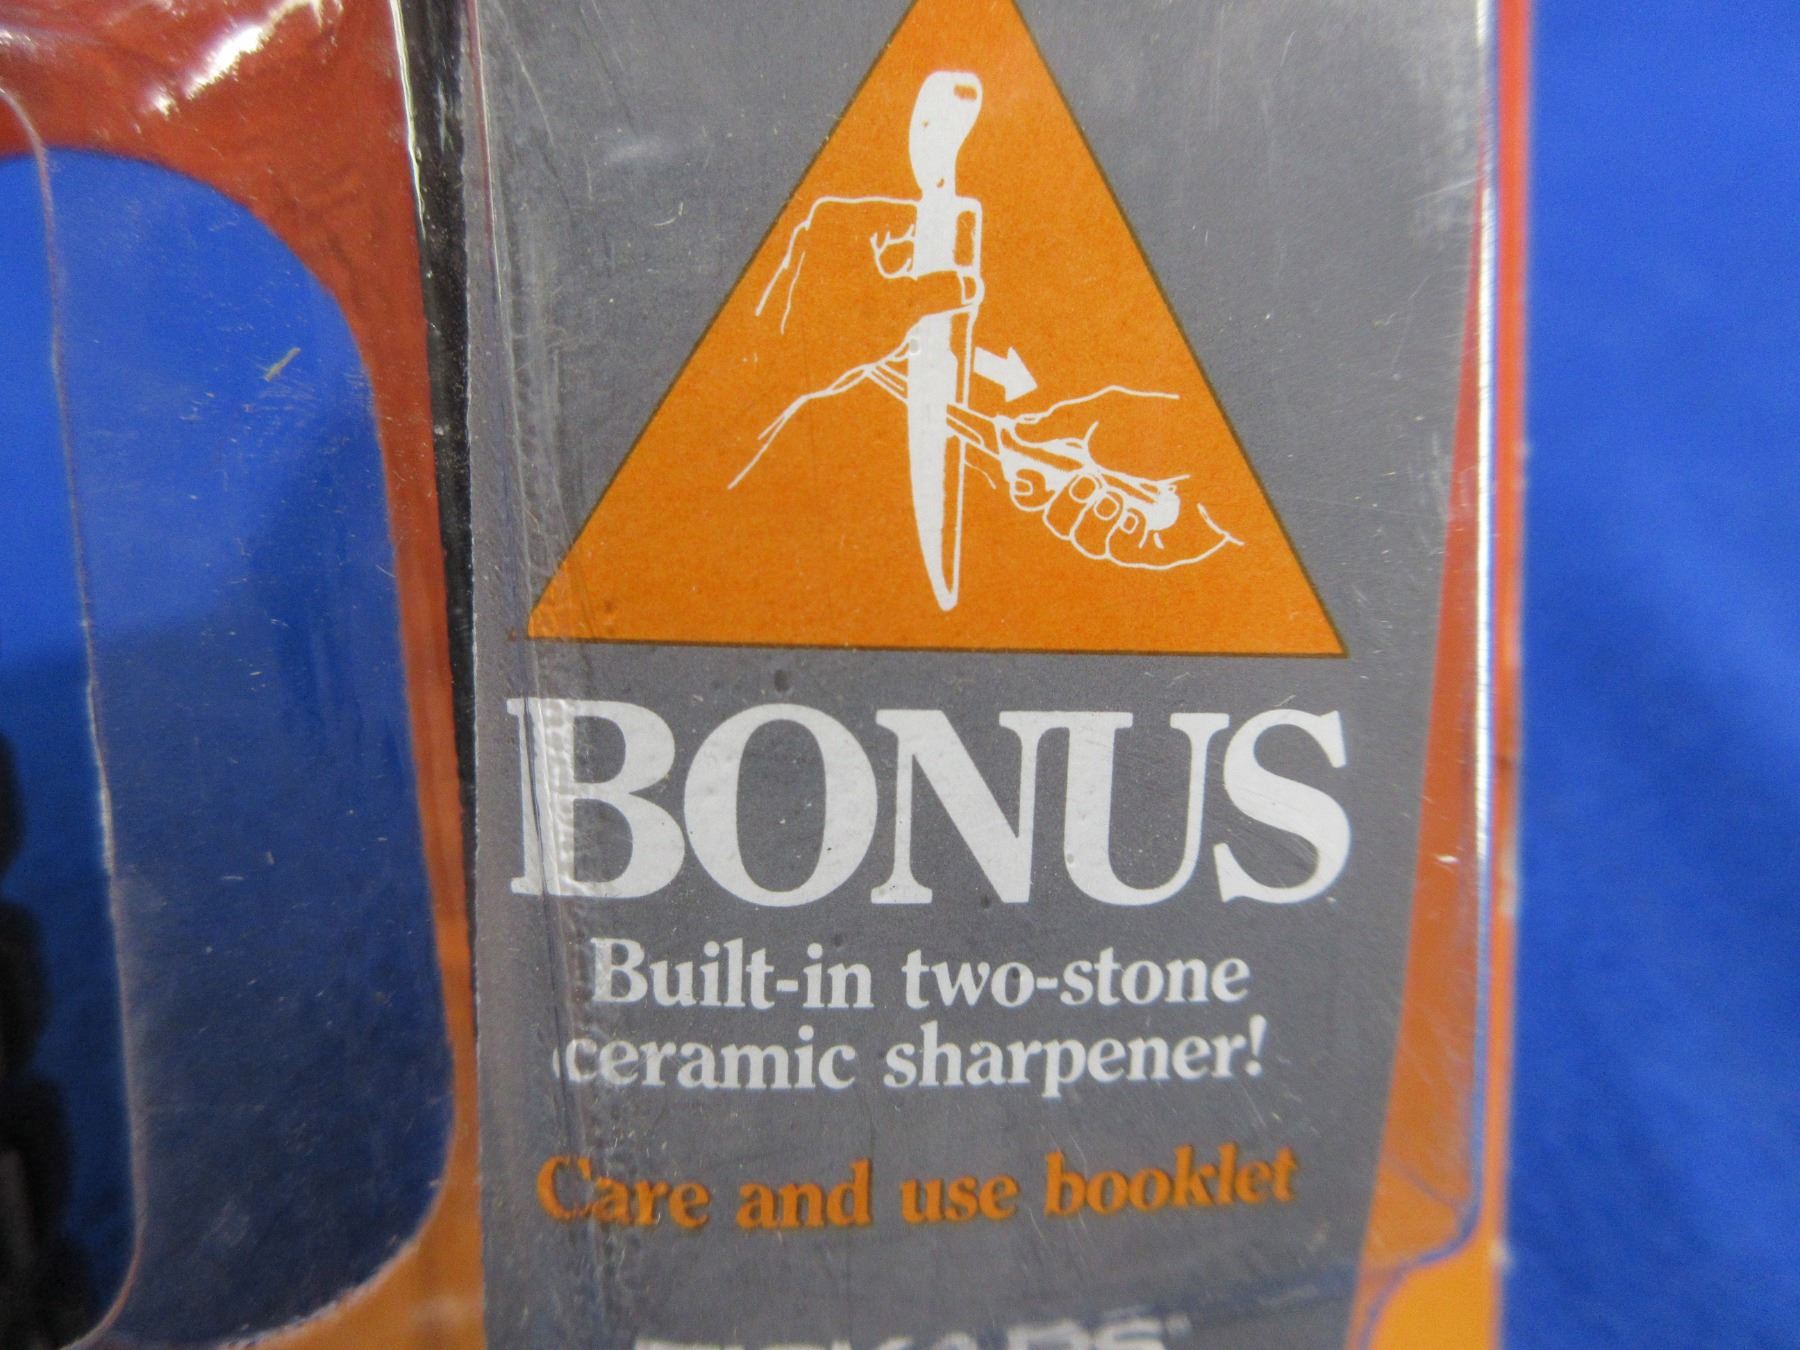 BONUS
Built-in two-stone
ceramic sharpener!
Care and use booklet